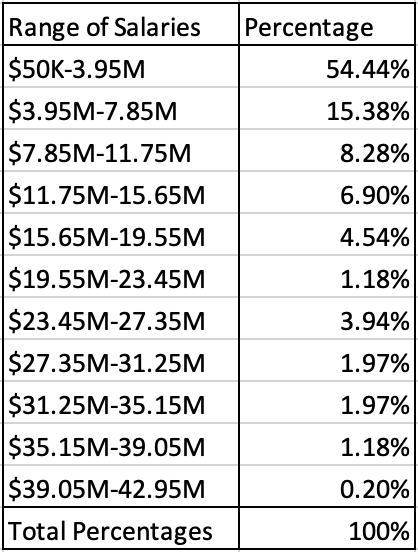 Range of Salaries Percentage
$50K-3.95M 54.44%
$3.95M-7.85M 15.38%
$7.85M-11.75M 8.28%
$11.75M-15.65M 6.90%
$15.65M-19.55M 4.54%
$19.55M-23.45M 1.18%
$23.45M-27.35M 3.94%
$27.35M-31.25M 1.97%
$31.25M-35.15M 1.97%
$35.15M-39.05M 1.18%
$39.05M-42.95M 0.20%
Total Percentages 100%